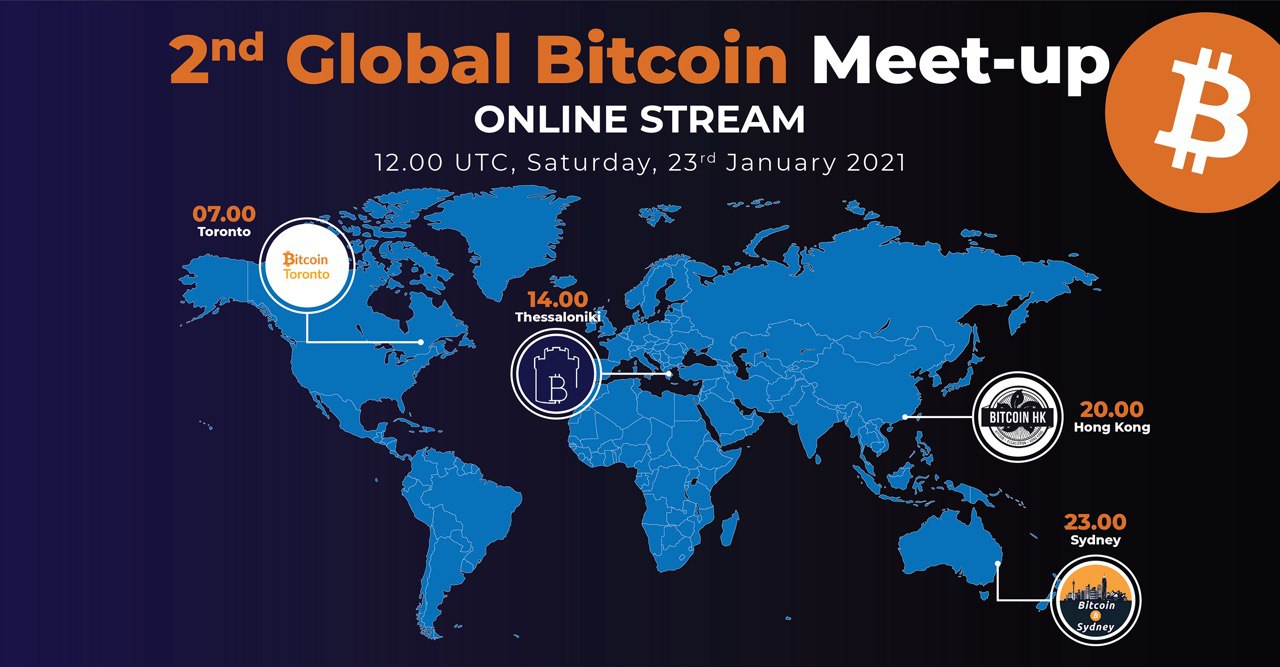 2nd Global Bitcoin Meet-up
ONLINE STREAM
12.00 UTC, Saturday, 23rd January 2021
07.00
Toronto
Bitcoin
Toronto
14.00
Thessaloniki
BITCOIN HK
20.00
Hong Kong
23.00
Sydney
Bitcoin
Sydney